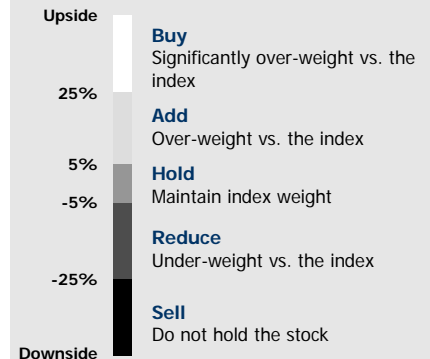 Upside
Buy
Significantly over-weight vs. the
index
25%
Add
Over-weight vs. the index
5%
Hold
Maintain index weight
-5%
Reduce
Under-weight vs. the index
-25%
Sell
Do not hold the stock
Downside